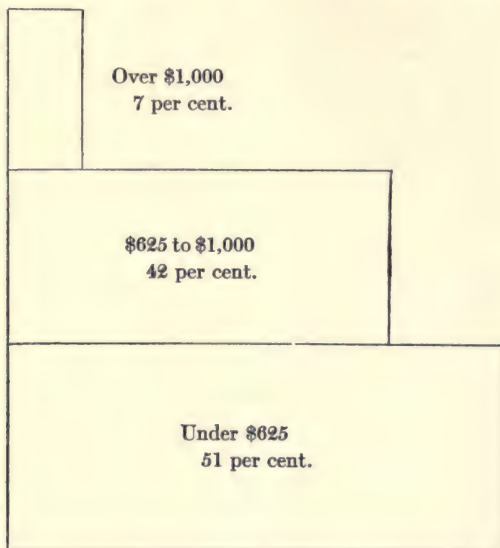 Over $1,000
7 per cent.
$625 to $1,000
42 per cent.
Under $625
51 per cent.